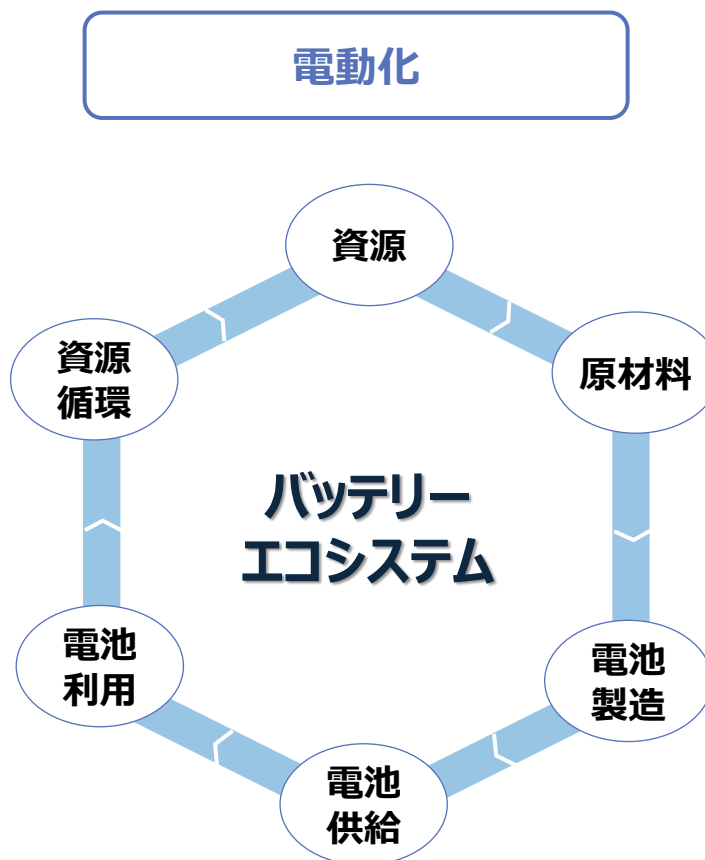 電動化
資源
原材料
電池
製造
電池
供給
電池
利用
資源
循環
バッテリー
エコシステム